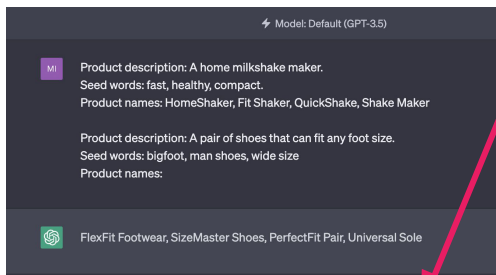 Model: Default (GPT-3.5)
MI
Product description: A home milkshake maker.
Seed words: fast, healthy, compact.
Product names: HomeShaker, Fit Shaker, QuickShake, Shake Maker
Product description: A pair of shoes that can fit any foot size.
Seed words: bigfoot, man shoes, wide size
Product names:
FlexFit Footwear, SizeMaster Shoes, PerfectFit Pair, Universal Sole